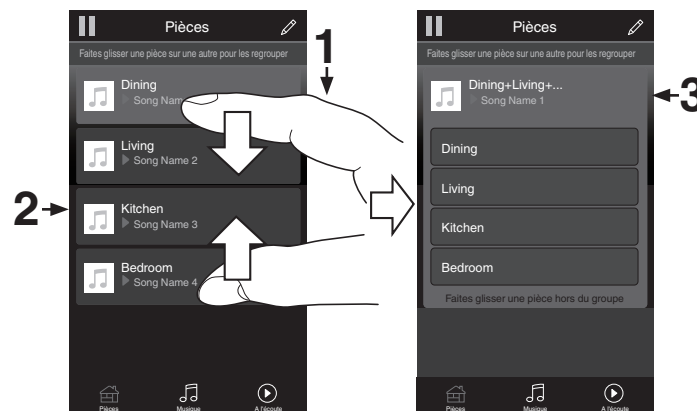 Pièces
Faites glisser une pièce sur une autre pour les regrouper
1
Dining
Song Nam
Living
Song Name 2
2
Kitchen
Song Name 3
Bedroom
Song Name 4
Pièces
Musique
A l'écoute
Pièces
Faites glisser une pièce sur une autre pour les regrouper
Dining+Living+...
Song Name 1
3
Dining
Living
Kitchen
Bedroom
Faites glisser une pièce hors du groupe
Pièces
Musique
A l'écoute